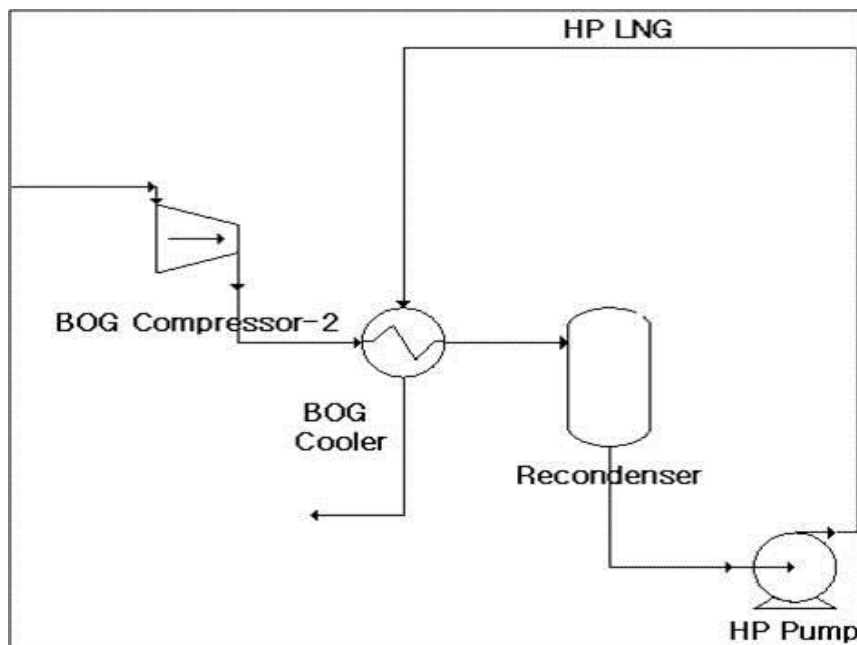 HP LNG
BOG Compressor-2
BOG
Cooler
Recondenser
HP Pump